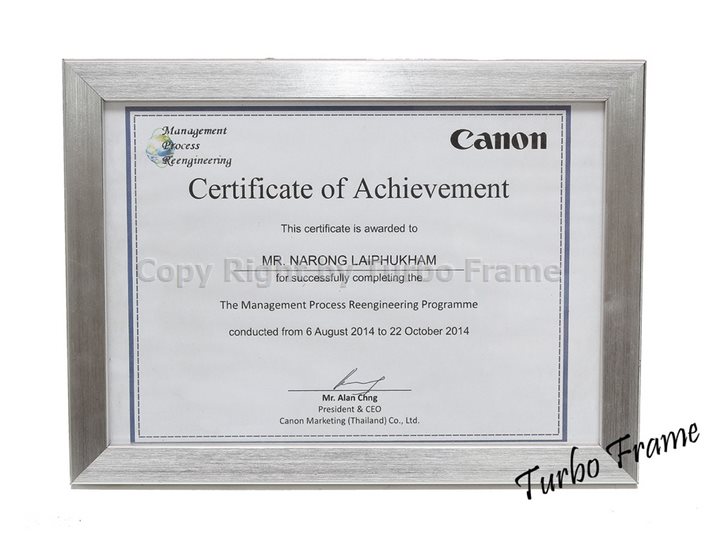 Management
Process
Reengineering
Canon
Certificate of Achievement
This certificate is awarded to
MR. NARONG LAIPHUKHAM
Copy Right by Turbo Frame
for successfully completing the
The Management Process Reengineering Programme
conducted from 6 August 2014 to 22 October 2014
Mr. Alan Chng
President & CEO
Canon Marketing (Thailand) Co., Ltd.
Turbo Frame